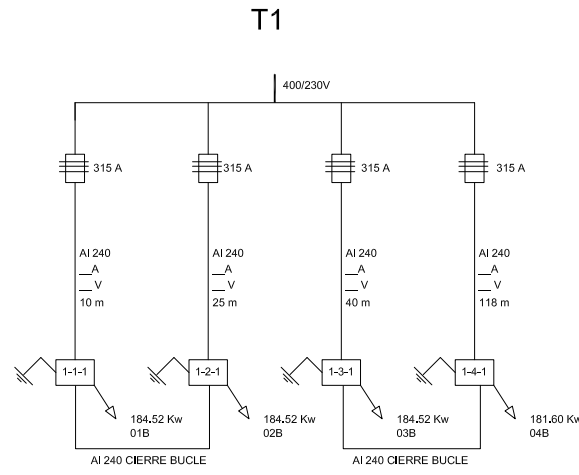 T1
400/230V
315 A
315 A
315 A
315 A
Al 240
__A
__V
10 m
Al 240
__A
__V
25 m
Al 240
__A
__V
40 m
Al 240
__A
__V
118 m
1-1-1
1-2-1
1-3-1
1-4-1
184.52 Kw
01B
184.52 Kw
02B
184.52 Kw
03B
181.60 Kw
04B
Al 240 CIERRE BUCLE
Al 240 CIERRE BUCLE